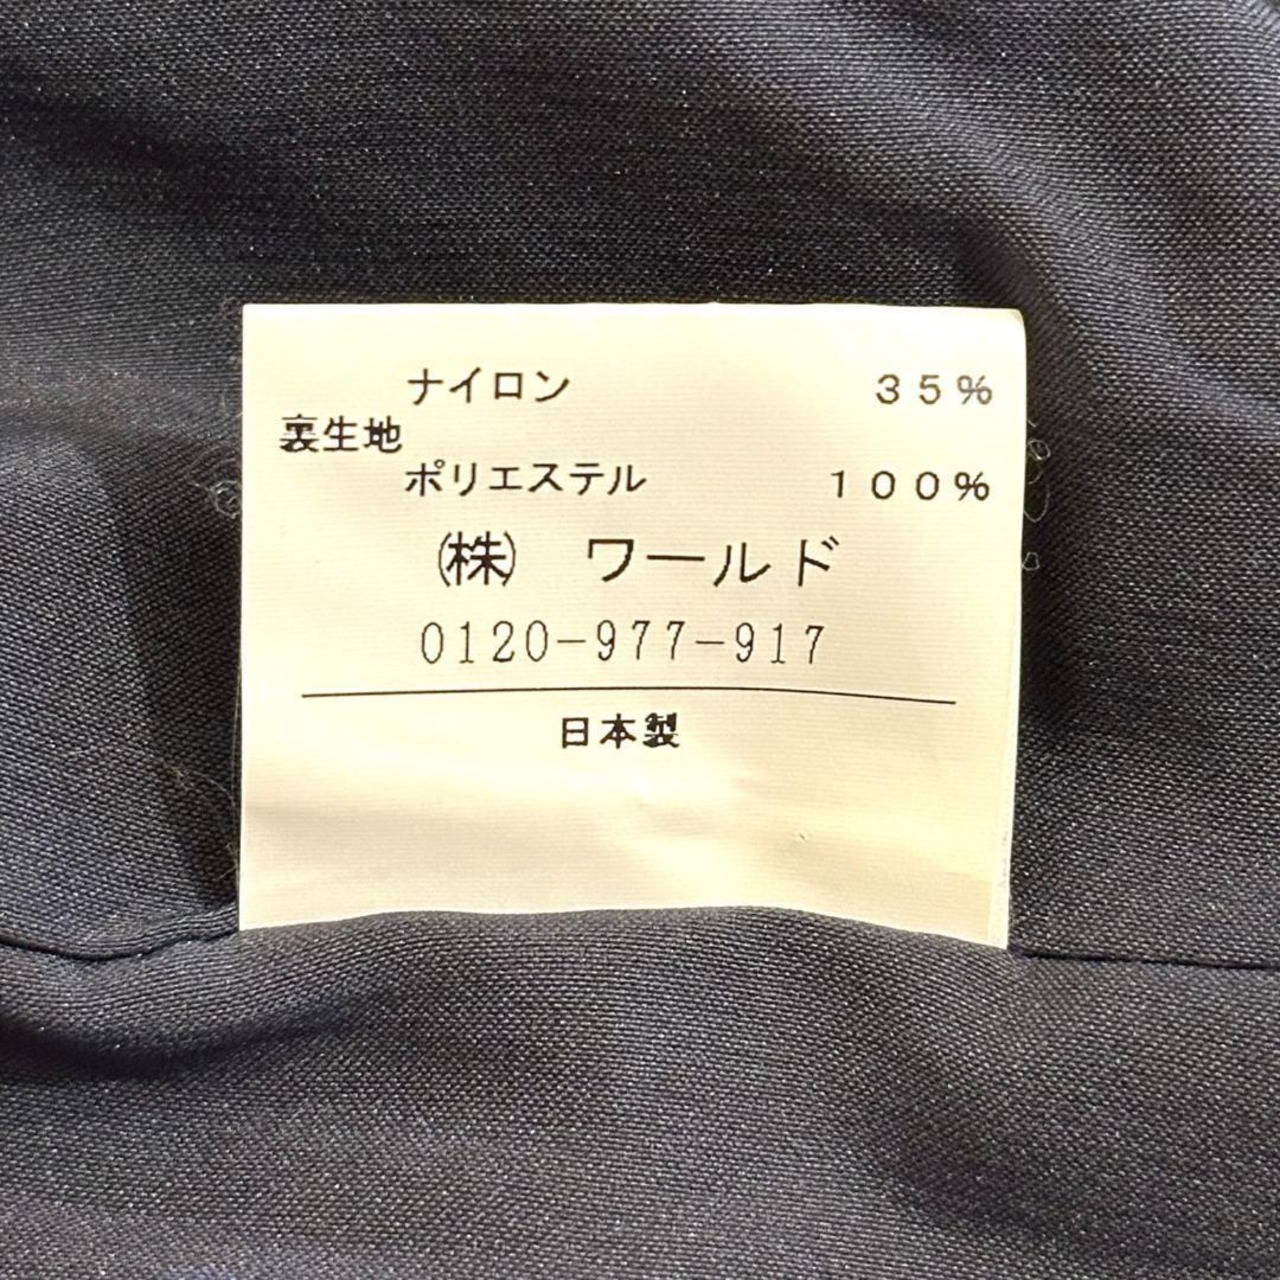 ナイロン ３５％
裏生地
ポリエステル １００％
㈱ ワールド
0120-977-917
日本製